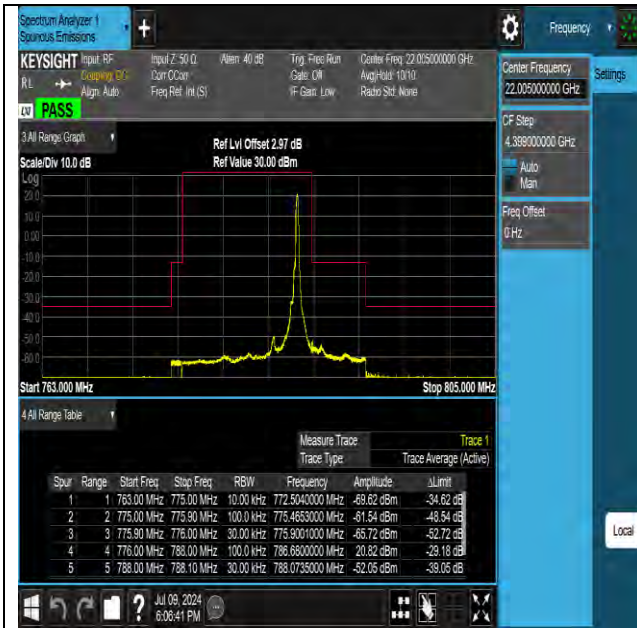 Spectrum Analyzer 1
Spurious Emissions
+
Frequency
KEYSIGHT
Input: RF
Input Z: 50 Ω
Atten: 40 dB
Trig: Free Run
Center Freq: 22.005000000 GHz
RL
Coupling: DC
Corr CCorr
Gate: Off
Avg|Hold: 10/10
Align: Auto
Freq Ref: Int (S)
IF Gain: Low
Radio Std: None
LXI
PASS
Center Frequency
22.005000000 GHz
Settings
CF Step
4.399000000 GHz
Auto
Man
Freq Offset
0 Hz
3 All Range Graph
Ref Lvl Offset 2.97 dB
Scale/Div 10.0 dB
Ref Value 30.00 dBm
Log
20.0
10.0
0.00
-10.0
-20.0
-30.0
-40.0
-50.0
-60.0
Start 763.000 MHz
Stop 805.000 MHz
4 All Range Table
Measure Trace
Trace 1
Trace Type
Trace Average (Active)
Spur Range Start Freq Stop Freq RBW Frequency Amplitude ΔLimit
1 1 763.00 MHz 775.00 MHz 10.00 kHz 772.5040000 MHz -69.62 dBm -34.62 dB
2 2 775.00 MHz 775.90 MHz 100.0 kHz 775.4653000 MHz -61.54 dBm -48.54 dB
3 3 775.90 MHz 776.00 MHz 30.00 kHz 775.9001000 MHz -65.72 dBm -52.72 dB
4 4 776.00 MHz 788.00 MHz 100.0 kHz 786.6800000 MHz 20.82 dBm -29.18 dB
5 5 788.00 MHz 788.10 MHz 30.00 kHz 788.0735000 MHz -52.05 dBm -39.05 dB
Local
?
Jul 09, 2024
6:06:41 PM